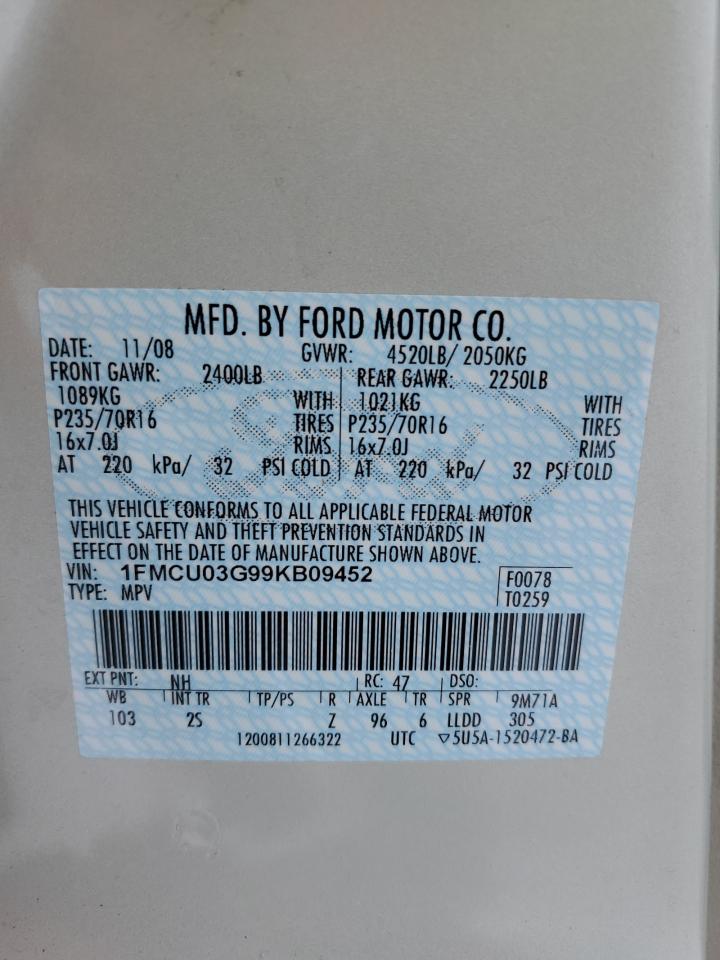 MFD. BY FORD MOTOR CO.
DATE: 11/08 GVWR: 4520LB/ 2050KG
FRONT GAWR: 2400LB REAR GAWR: 2250LB
1089KG WITH 1021KG WITH
P235/70R16 TIRES P235/70R16 TIRES
16x7.0J RIMS 16x7.0J RIMS
AT 220 kPa/ 32 PSI COLD AT 220 kPa/ 32 PSI COLD
THIS VEHICLE CONFORMS TO ALL APPLICABLE FEDERAL MOTOR
VEHICLE SAFETY AND THEFT PREVENTION STANDARDS IN
EFFECT ON THE DATE OF MANUFACTURE SHOWN ABOVE.
VIN: 1FMCU03G99KB09452 F0078
TYPE: MPV T0259
EXT PNT: NH RC: 47 DSO:
WB INT TR TP/PS R AXLE TR SPR 9M71A
103 2S Z 96 6 LLDD 305
1200811266322 UTC ▽5U5A-1520472-BA